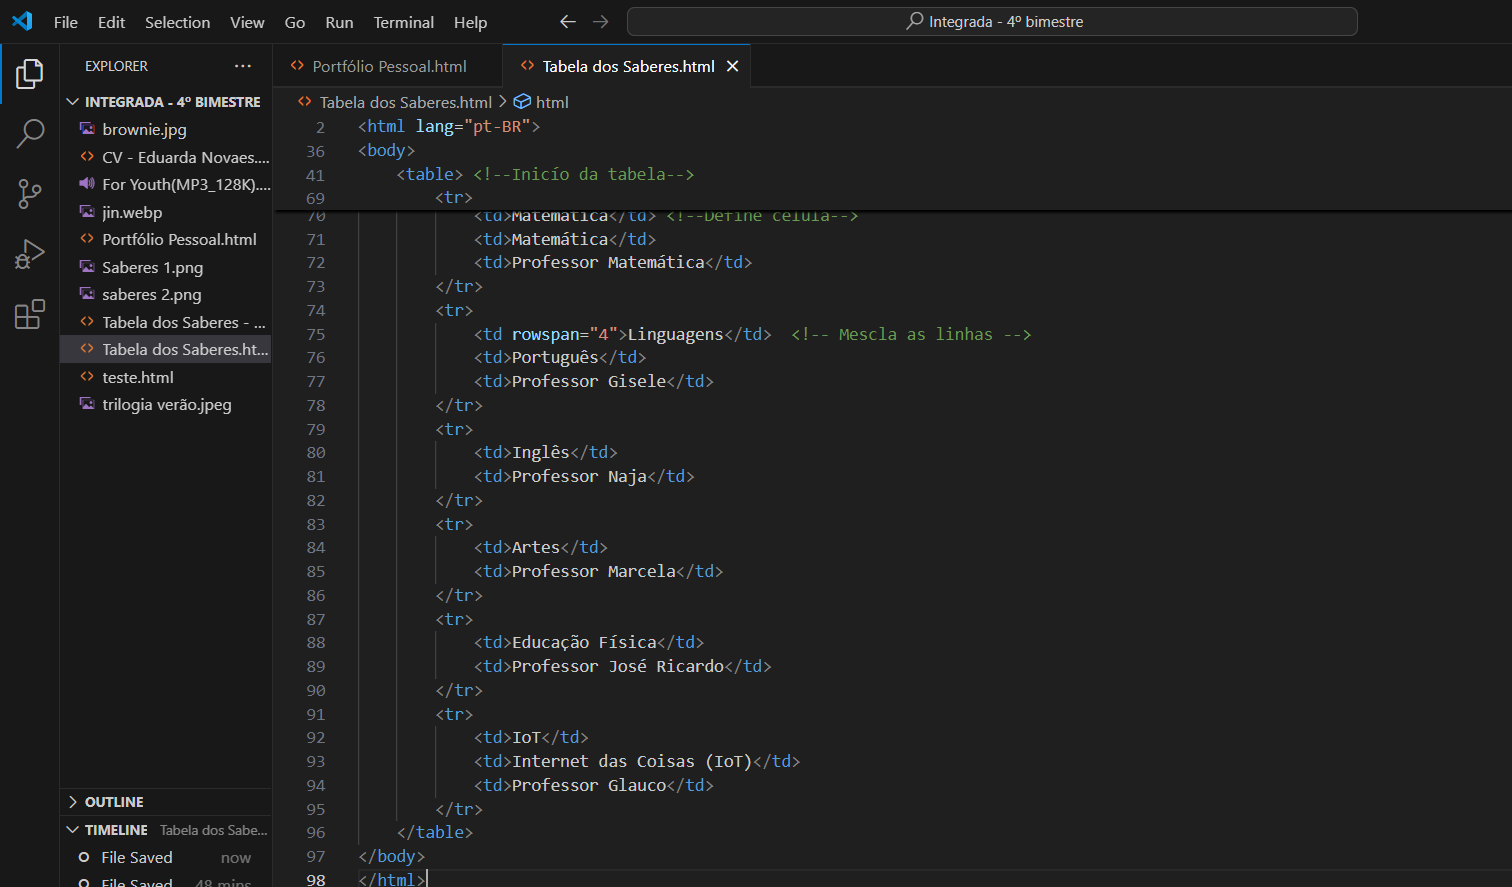 File Edit Selection View Go Run Terminal Help
Integrada - 4º bimestre
EXPLORER
INTEGRADA - 4º BIMESTRE
brownie.jpg
CV - Eduarda Novaes....
For Youth(MP3_128K)....
jin.webp
Portfólio Pessoal.html
Saberes 1.png
saberes 2.png
Tabela dos Saberes - ...
Tabela dos Saberes.ht...
teste.html
trilogia verão.jpeg
OUTLINE
TIMELINE Tabela dos Sabe...
File Saved now
File Saved 48 mins
Portfólio Pessoal.html Tabela dos Saberes.html
Tabela dos Saberes.html > html
2 <html lang="pt-BR">
36 <body>
41 <table> <!--Inicío da tabela-->
69 <tr>
70 <td>Matemática</td> <!--Define célula-->
71 <td>Matemática</td>
72 <td>Professor Matemática</td>
73 </tr>
74 <tr>
75 <td rowspan="4">Linguagens</td> <!-- Mescla as linhas -->
76 <td>Português</td>
77 <td>Professor Gisele</td>
78 </tr>
79 <tr>
80 <td>Inglês</td>
81 <td>Professor Naja</td>
82 </tr>
83 <tr>
84 <td>Artes</td>
85 <td>Professor Marcela</td>
86 </tr>
87 <tr>
88 <td>Educação Física</td>
89 <td>Professor José Ricardo</td>
90 </tr>
91 <tr>
92 <td>IoT</td>
93 <td>Internet das Coisas (IoT)</td>
94 <td>Professor Glauco</td>
95 </tr>
96 </table>
97 </body>
98 </html>